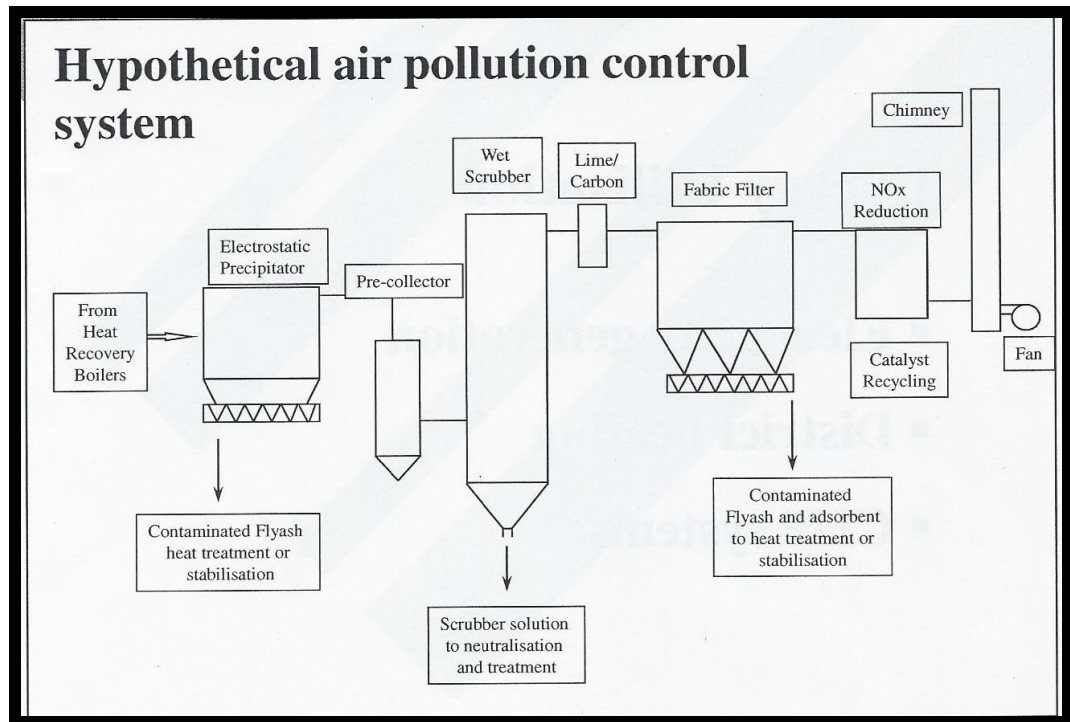 Hypothetical air pollution control
system
Chimney
Wet
Scrubber
Lime/
Carbon
Fabric Filter
NOx
Reduction
Electrostatic
Precipitator
Pre-collector
From
Heat
Recovery
Boilers
Catalyst
Recycling
Fan
Contaminated Flyash
heat treatment or
stabilisation
Contaminated
Flyash and adsorbent
to heat treatment or
stabilisation
Scrubber solution
to neutralisation
and treatment